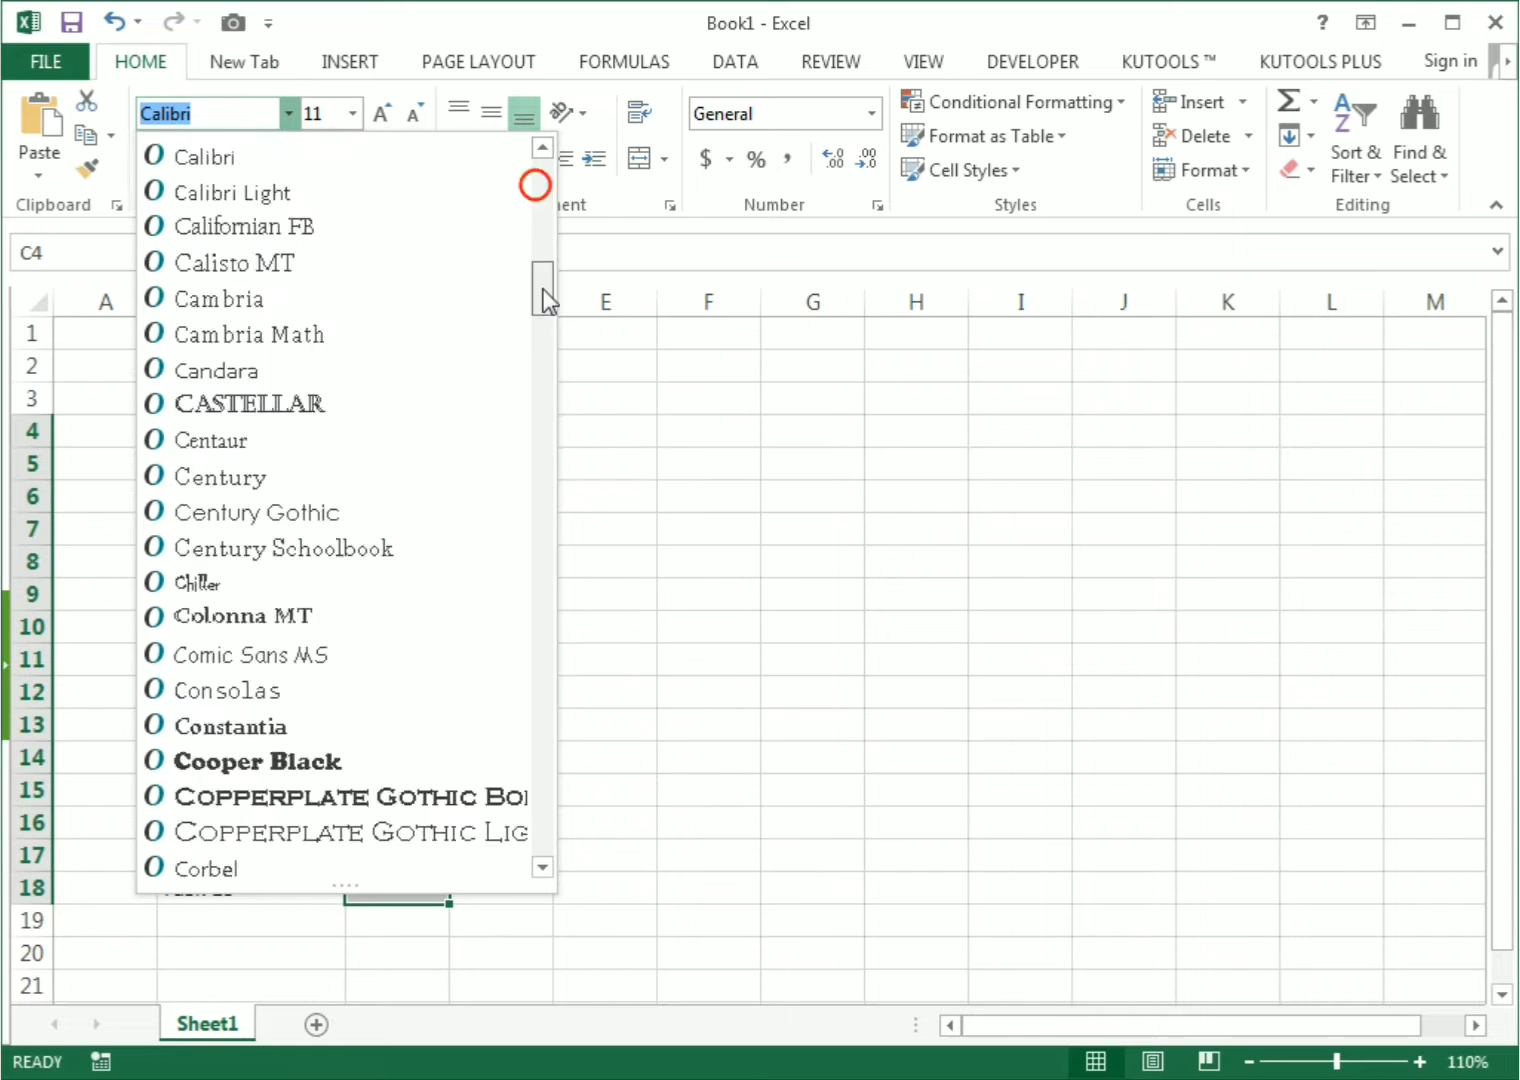 Book1 - Excel
?
FILE HOME New Tab INSERT PAGE LAYOUT FORMULAS DATA REVIEW VIEW DEVELOPER KUTOOLS ™ KUTOOLS PLUS Sign in
Calibri 11 General
Conditional Formatting Insert
Format as Table Delete
Cell Styles Format
Paste
$ % , .00 .00
Sort & Filter
Find & Select
Clipboard Number Styles Cells Editing
C4
A E F G H I J K L M
Calibri
Calibri Light
Californian FB
Calisto MT
Cambria
Cambria Math
Candara
CASTELLAR
Centaur
Century
Century Gothic
Century Schoolbook
Chiller
Colonna MT
Comic Sans MS
Consolas
Constantia
Cooper Black
COPPERPLATE GOTHIC BO
COPPERPLATE GOTHIC LIG
Corbel
1
2
3
4
5
6
7
8
9
10
11
12
13
14
15
16
17
18
19
20
21
Sheet1
READY 110%